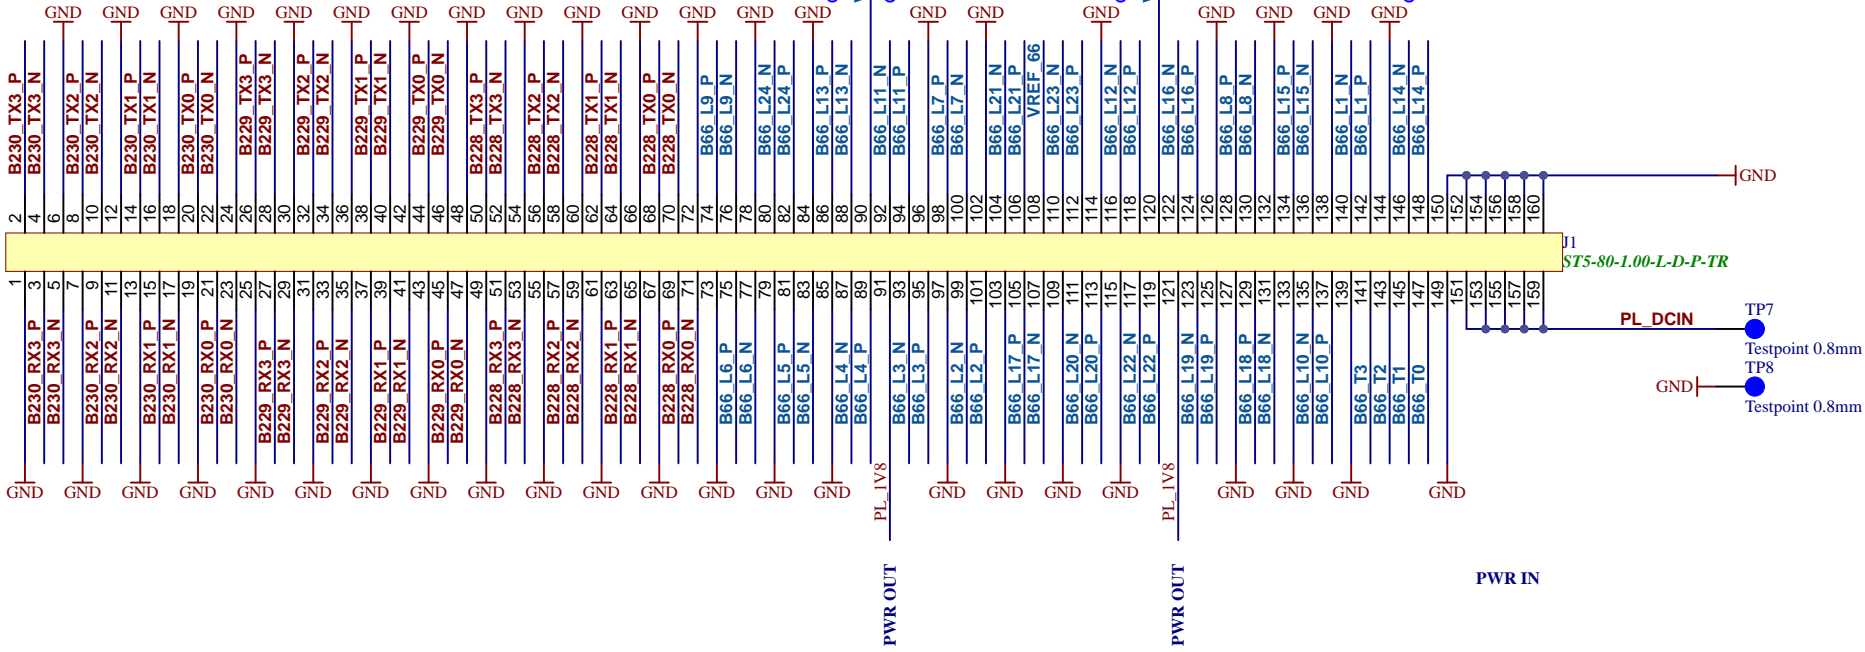 GND GND GND GND GND GND GND GND GND GND GND GND GND GND GND GND GND GND GND GND GND
B230_TX3_P
B230_TX3_N
B230_TX2_P
B230_TX2_N
B230_TX1_P
B230_TX1_N
B230_TX0_P
B230_TX0_N
B229_TX3_P
B229_TX3_N
B229_TX2_P
B229_TX2_N
B229_TX1_P
B229_TX1_N
B229_TX0_P
B229_TX0_N
B228_TX3_P
B228_TX3_N
B228_TX2_P
B228_TX2_N
B228_TX1_P
B228_TX1_N
B228_TX0_P
B228_TX0_N
B66_L9_P
B66_L9_N
B66_L24_N
B66_L24_P
B66_L13_P
B66_L13_N
B66_L11_N
B66_L11_P
B66_L7_P
B66_L7_N
B66_L21_N
B66_L21_P
VREF_66
B66_L23_N
B66_L23_P
B66_L12_N
B66_L12_P
B66_L16_N
B66_L16_P
B66_L8_P
B66_L8_N
B66_L15_P
B66_L15_N
B66_L1_N
B66_L1_P
B66_L14_N
B66_L14_P
GND
2 4 6 8 10 12 14 16 18 20 22 24 26 28 30 32 34 36 38 40 42 44 46 48 50 52 54 56 58 60 62 64 66 68 70 72 74 76 78 80 82 84 86 88 90 92 94 96 98 100 102 104 106 108 110 112 114 116 118 120 122 124 126 128 130 132 134 136 138 140 142 144 146 148 150 152 154 156 158 160
J1
ST5-80-1.00-L-D-P-TR
1 3 5 7 9 11 13 15 17 19 21 23 25 27 29 31 33 35 37 39 41 43 45 47 49 51 53 55 57 59 61 63 65 67 69 71 73 75 77 79 81 83 85 87 89 91 93 95 97 99 101 103 105 107 109 111 113 115 117 119 121 123 125 127 129 131 133 135 137 139 141 143 145 147 149 151 153 155 157 159
B230_RX3_P
B230_RX3_N
B230_RX2_P
B230_RX2_N
B230_RX1_P
B230_RX1_N
B230_RX0_P
B230_RX0_N
B229_RX3_P
B229_RX3_N
B229_RX2_P
B229_RX2_N
B229_RX1_P
B229_RX1_N
B229_RX0_P
B229_RX0_N
B228_RX3_P
B228_RX3_N
B228_RX2_P
B228_RX2_N
B228_RX1_P
B228_RX1_N
B228_RX0_P
B228_RX0_N
B66_L6_P
B66_L6_N
B66_L5_P
B66_L5_N
B66_L4_N
B66_L4_P
B66_L3_N
B66_L3_P
B66_L2_N
B66_L2_P
B66_L17_P
B66_L17_N
B66_L20_N
B66_L20_P
B66_L22_N
B66_L22_P
B66_L19_N
B66_L19_P
B66_L18_P
B66_L18_N
B66_L10_N
B66_L10_P
B66_T3
B66_T2
B66_T1
B66_T0
PL_DCIN
TP7
Testpoint 0.8mm
TP8
GND
Testpoint 0.8mm
GND GND GND GND GND GND GND GND GND GND GND GND GND GND GND GND GND GND GND GND GND GND GND
PL_1V8
PL_1V8
PWR OUT
PWR OUT
PWR IN